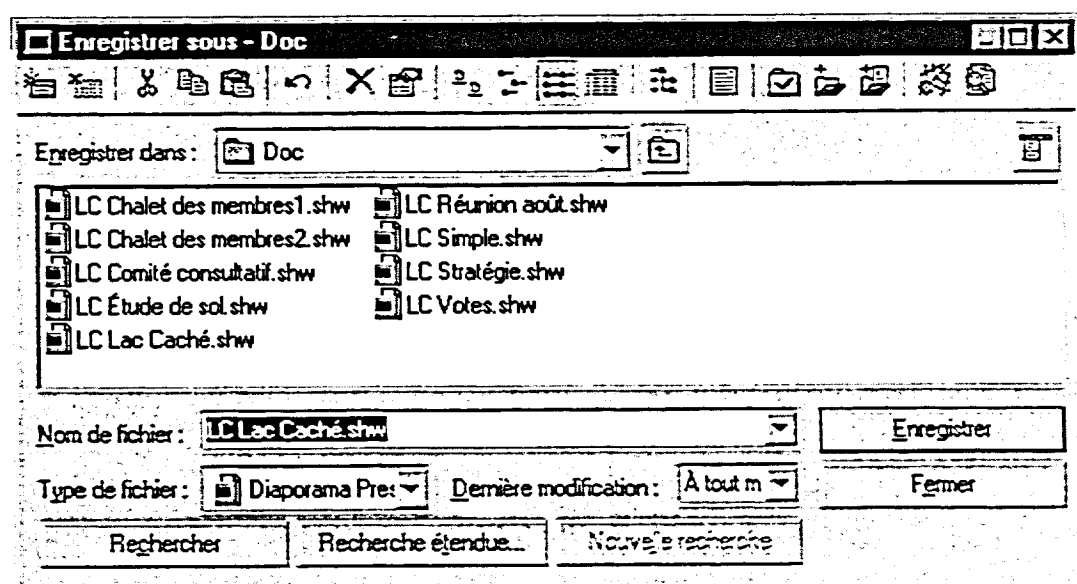 Enregistrer sous - Doc
Enregistrer dans : Doc
LC Chalet des membres1.shw
LC Chalet des membres2.shw
LC Comité consultatif.shw
LC Étude de sol.shw
LC Lac Caché.shw
LC Réunion août.shw
LC Simple.shw
LC Stratégie.shw
LC Votes.shw
Nom de fichier : LC Lac Caché.shw Enregistrer
Type de fichier : Diaporama Pres Dernière modification : À tout m Fermer
Rechercher Recherche étendue... Nouvelle recherche